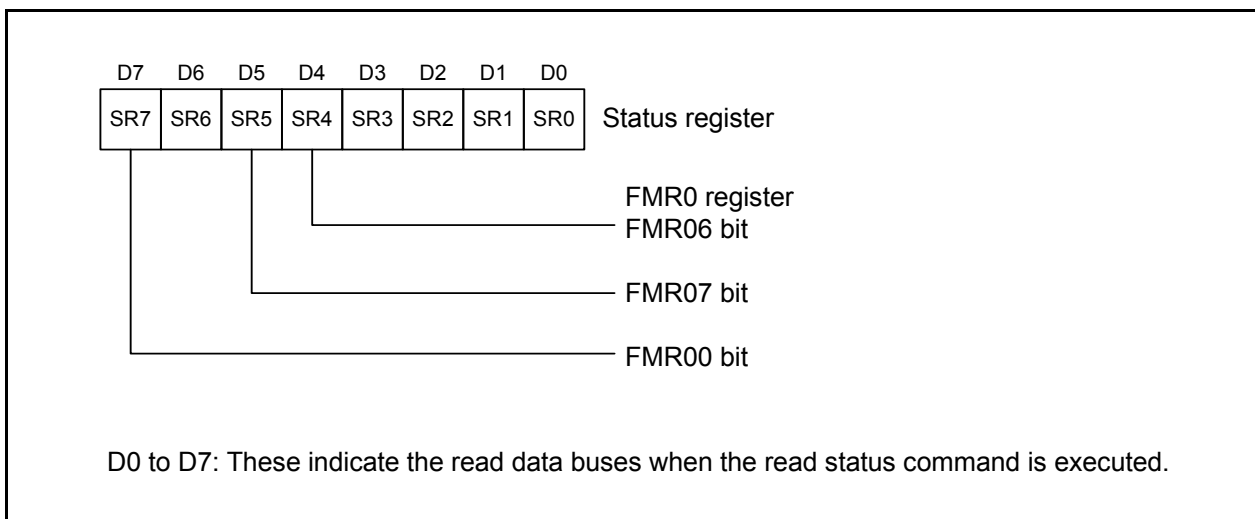 D7 D6 D5 D4 D3 D2 D1 D0
SR7 SR6 SR5 SR4 SR3 SR2 SR1 SR0 Status register
FMR0 register
FMR06 bit
FMR07 bit
FMR00 bit
D0 to D7: These indicate the read data buses when the read status command is executed.